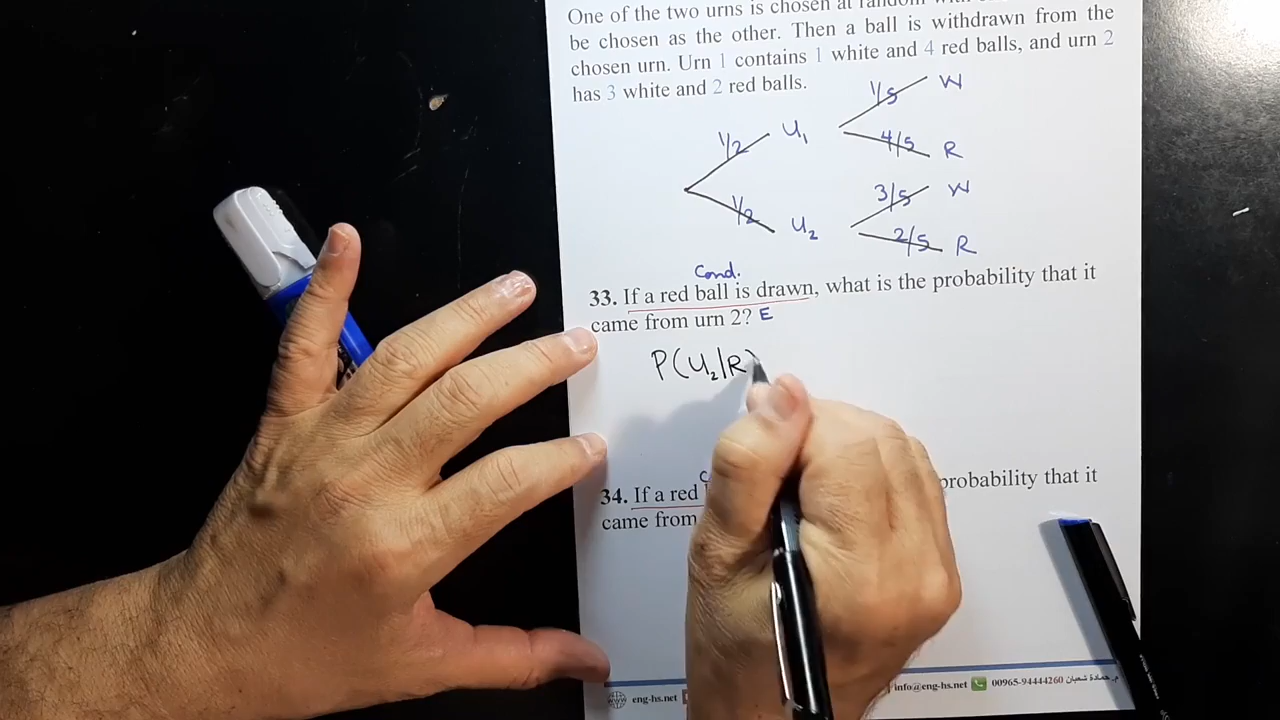 One of the two urns is chosen at random with
be chosen as the other. Then a ball is withdrawn from the
chosen urn. Urn 1 contains 1 white and 4 red balls, and urn 2
has 3 white and 2 red balls.
1/5 W
1/2 U₁
4/5 R
3/5 W
1/2 U₂
2/5 R
Cond.
33. If a red ball is drawn, what is the probability that it
came from urn 2? E
P(U₂|R)
34. If a red probability that it
came from
eng-hs.net info@eng-hs.net 00965-94444260 م. حمادة شعبان